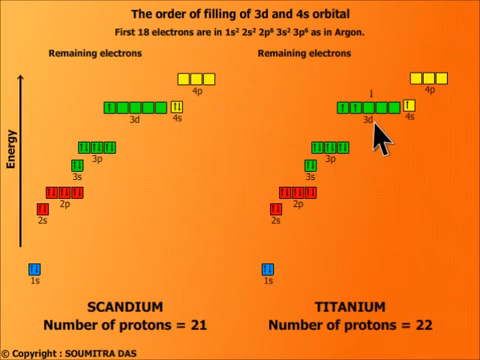 The order of filling of 3d and 4s orbital
First 18 electrons are in 1s² 2s² 2p⁶ 3s² 3p⁶ as in Argon.
Remaining electrons
Remaining electrons
4p
4p
3d
4s
3d
4s
3p
3p
3s
3s
2p
2p
2s
2s
1s
1s
Energy
SCANDIUM
Number of protons = 21
TITANIUM
Number of protons = 22
© Copyright : SOUMITRA DAS